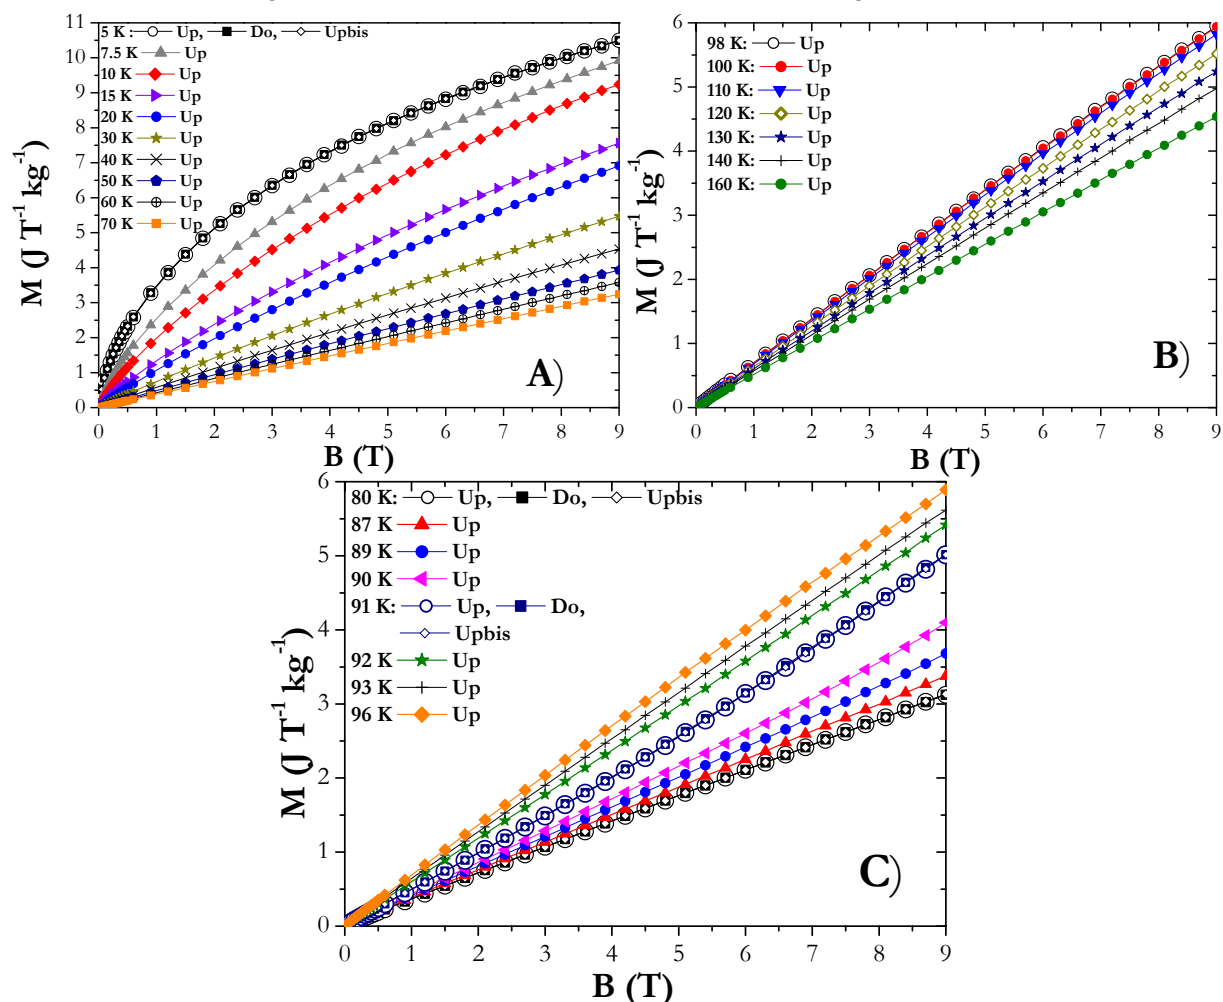 5 K : Up, Do, Upbis
7.5 K Up
10 K Up
15 K Up
20 K Up
30 K Up
40 K Up
50 K Up
60 K Up
70 K Up
M (J T⁻¹ kg⁻¹)
0 1 2 3 4 5 6 7 8 9 10 11
A)
0 1 2 3 4 5 6 7 8 9
B (T)
98 K: Up
100 K: Up
110 K: Up
120 K: Up
130 K: Up
140 K: Up
160 K: Up
M (J T⁻¹ kg⁻¹)
0 1 2 3 4 5 6
B)
0 1 2 3 4 5 6 7 8 9
B (T)
80 K: Up, Do, Upbis
87 K Up
89 K Up
90 K Up
91 K: Up, Do,
Upbis
92 K Up
93 K Up
96 K Up
M (J T⁻¹ kg⁻¹)
0 1 2 3 4 5 6
C)
0 1 2 3 4 5 6 7 8 9
B (T)